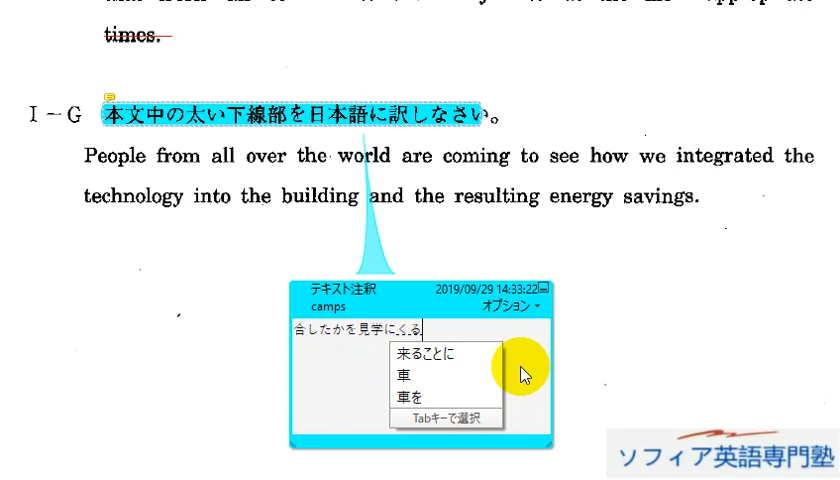 times.
I－G 本文中の太い下線部を日本語に訳しなさい。
People from all over the world are coming to see how we integrated the
technology into the building and the resulting energy savings.
テキスト注釈 2019/09/29 14:33:22
camps オプション
合したかを見学にくる
来ることに
車
車を
Tabキーで選択
ソフィア英語専門塾